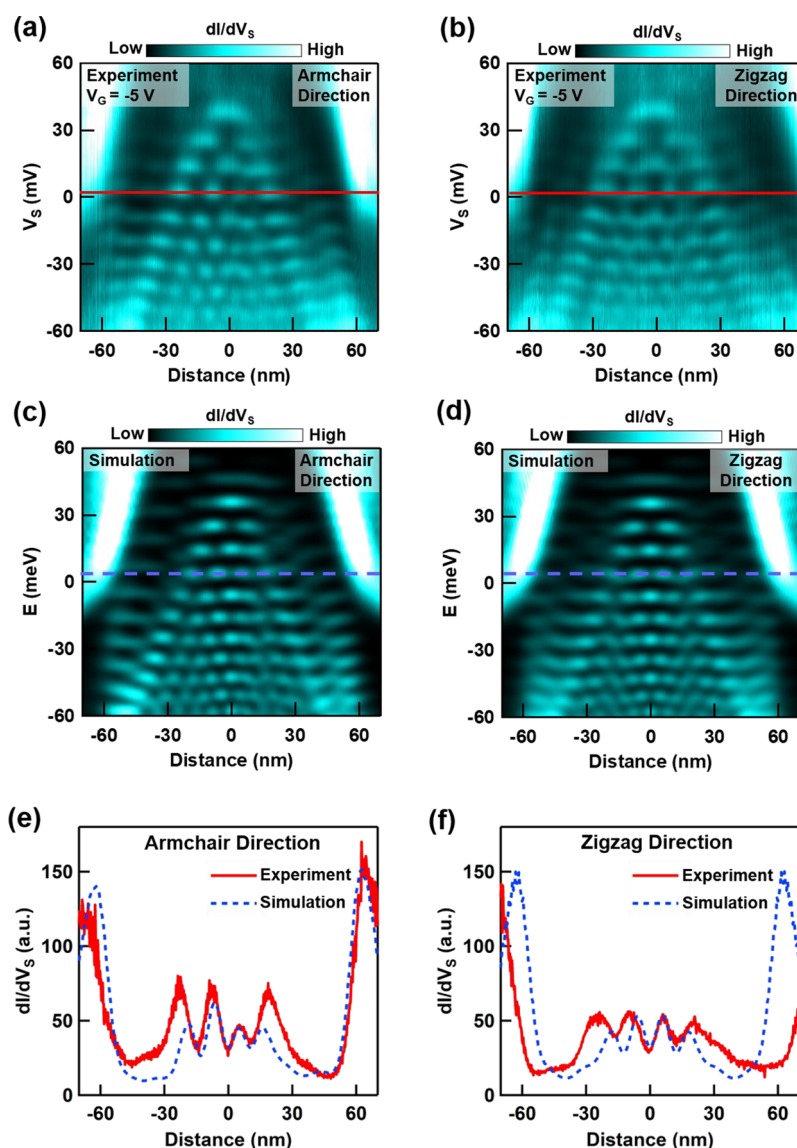 (a)
dI/dVS
Low
High
Experiment
VG = -5 V
Armchair
Direction
60
30
0
-30
-60
VS (mV)
-60
-30
0
30
60
Distance (nm)
(b)
dI/dVS
Low
High
Experiment
VG = -5 V
Zigzag
Direction
60
30
0
-30
-60
VS (mV)
-60
-30
0
30
60
Distance (nm)
(c)
dI/dVS
Low
High
Simulation
Armchair
Direction
60
30
0
-30
-60
E (meV)
-60
-30
0
30
60
Distance (nm)
(d)
dI/dVS
Low
High
Simulation
Zigzag
Direction
60
30
0
-30
-60
E (meV)
-60
-30
0
30
60
Distance (nm)
(e)
Armchair Direction
Experiment
Simulation
150
100
50
0
dI/dVS (a.u.)
-60
-30
0
30
60
Distance (nm)
(f)
Zigzag Direction
Experiment
Simulation
150
100
50
0
dI/dVS (a.u.)
-60
-30
0
30
60
Distance (nm)